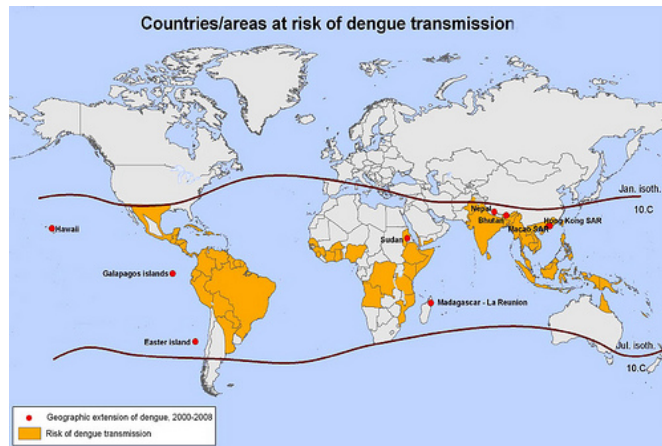 Countries/areas at risk of dengue transmission
Jan. isoth.
10.C
Nepal
Bhutan
Hong Kong SAR
Macao SAR
Hawaii
Sudan
Galapagos islands
Madagascar - La Reunion
Easter island
Jul. isoth.
10.C
Geographic extension of dengue, 2000-2008
Risk of dengue transmission